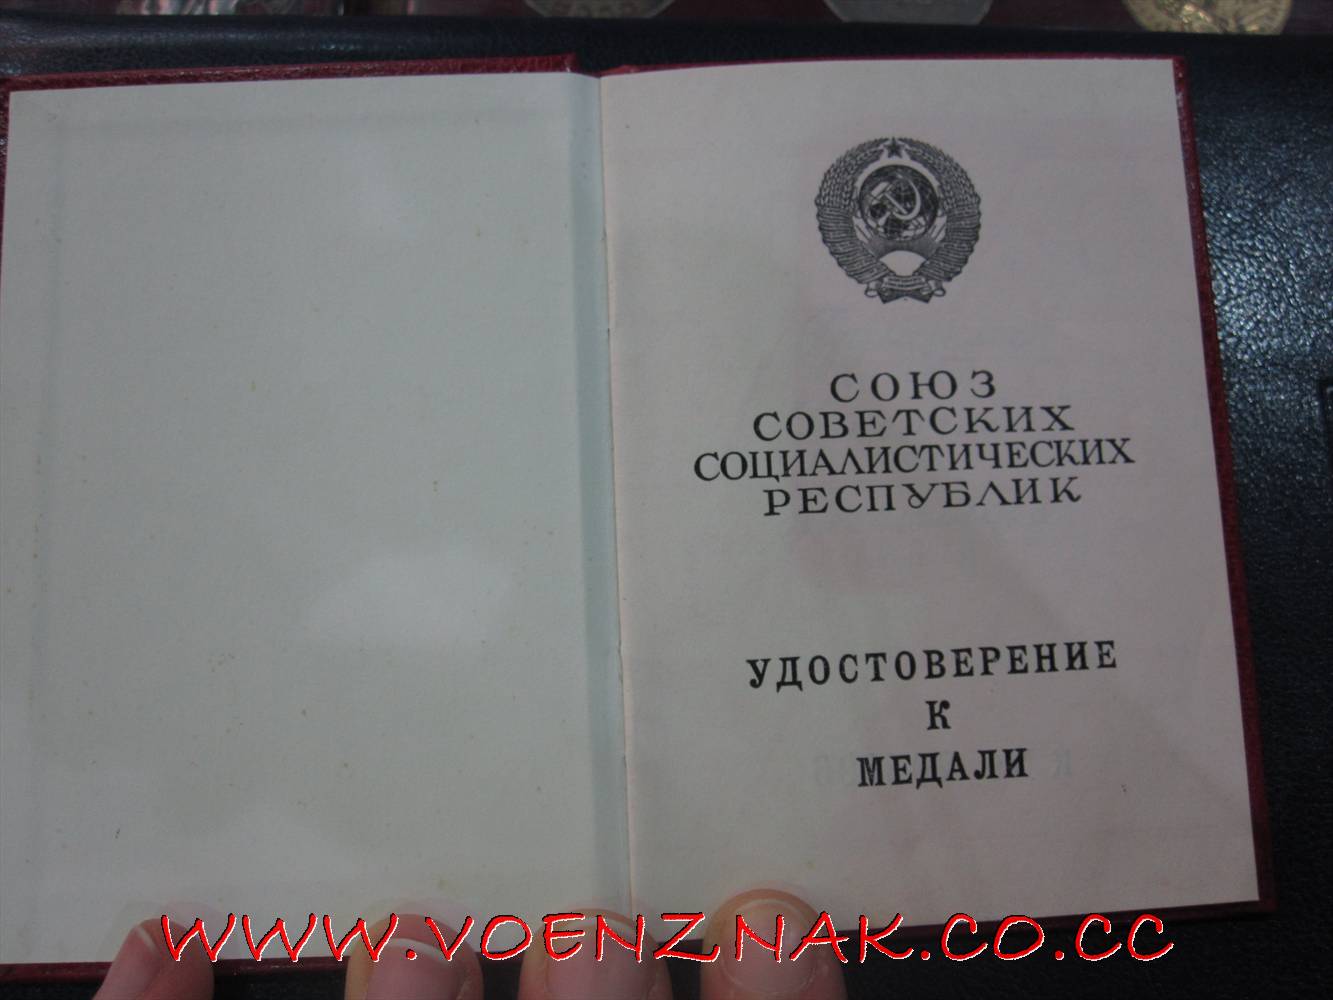 СОЮЗ
СОВЕТСКИХ
СОЦИАЛИСТИЧЕСКИХ
РЕСПУБЛИК
УДОСТОВЕРЕНИЕ
К
МЕДАЛИ
WWW.VOENZNAK.CO.CC